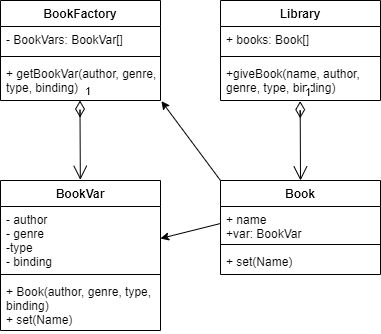 BookFactory
- BookVars: BookVar[]
+ getBookVar(author, genre,
type, binding)
1
Library
+ books: Book[]
+giveBook(name, author,
genre, type, binding)
1
BookVar
- author
- genre
-type
- binding
+ Book(author, genre, type,
binding)
+ set(Name)
Book
+ name
+var: BookVar
+ set(Name)